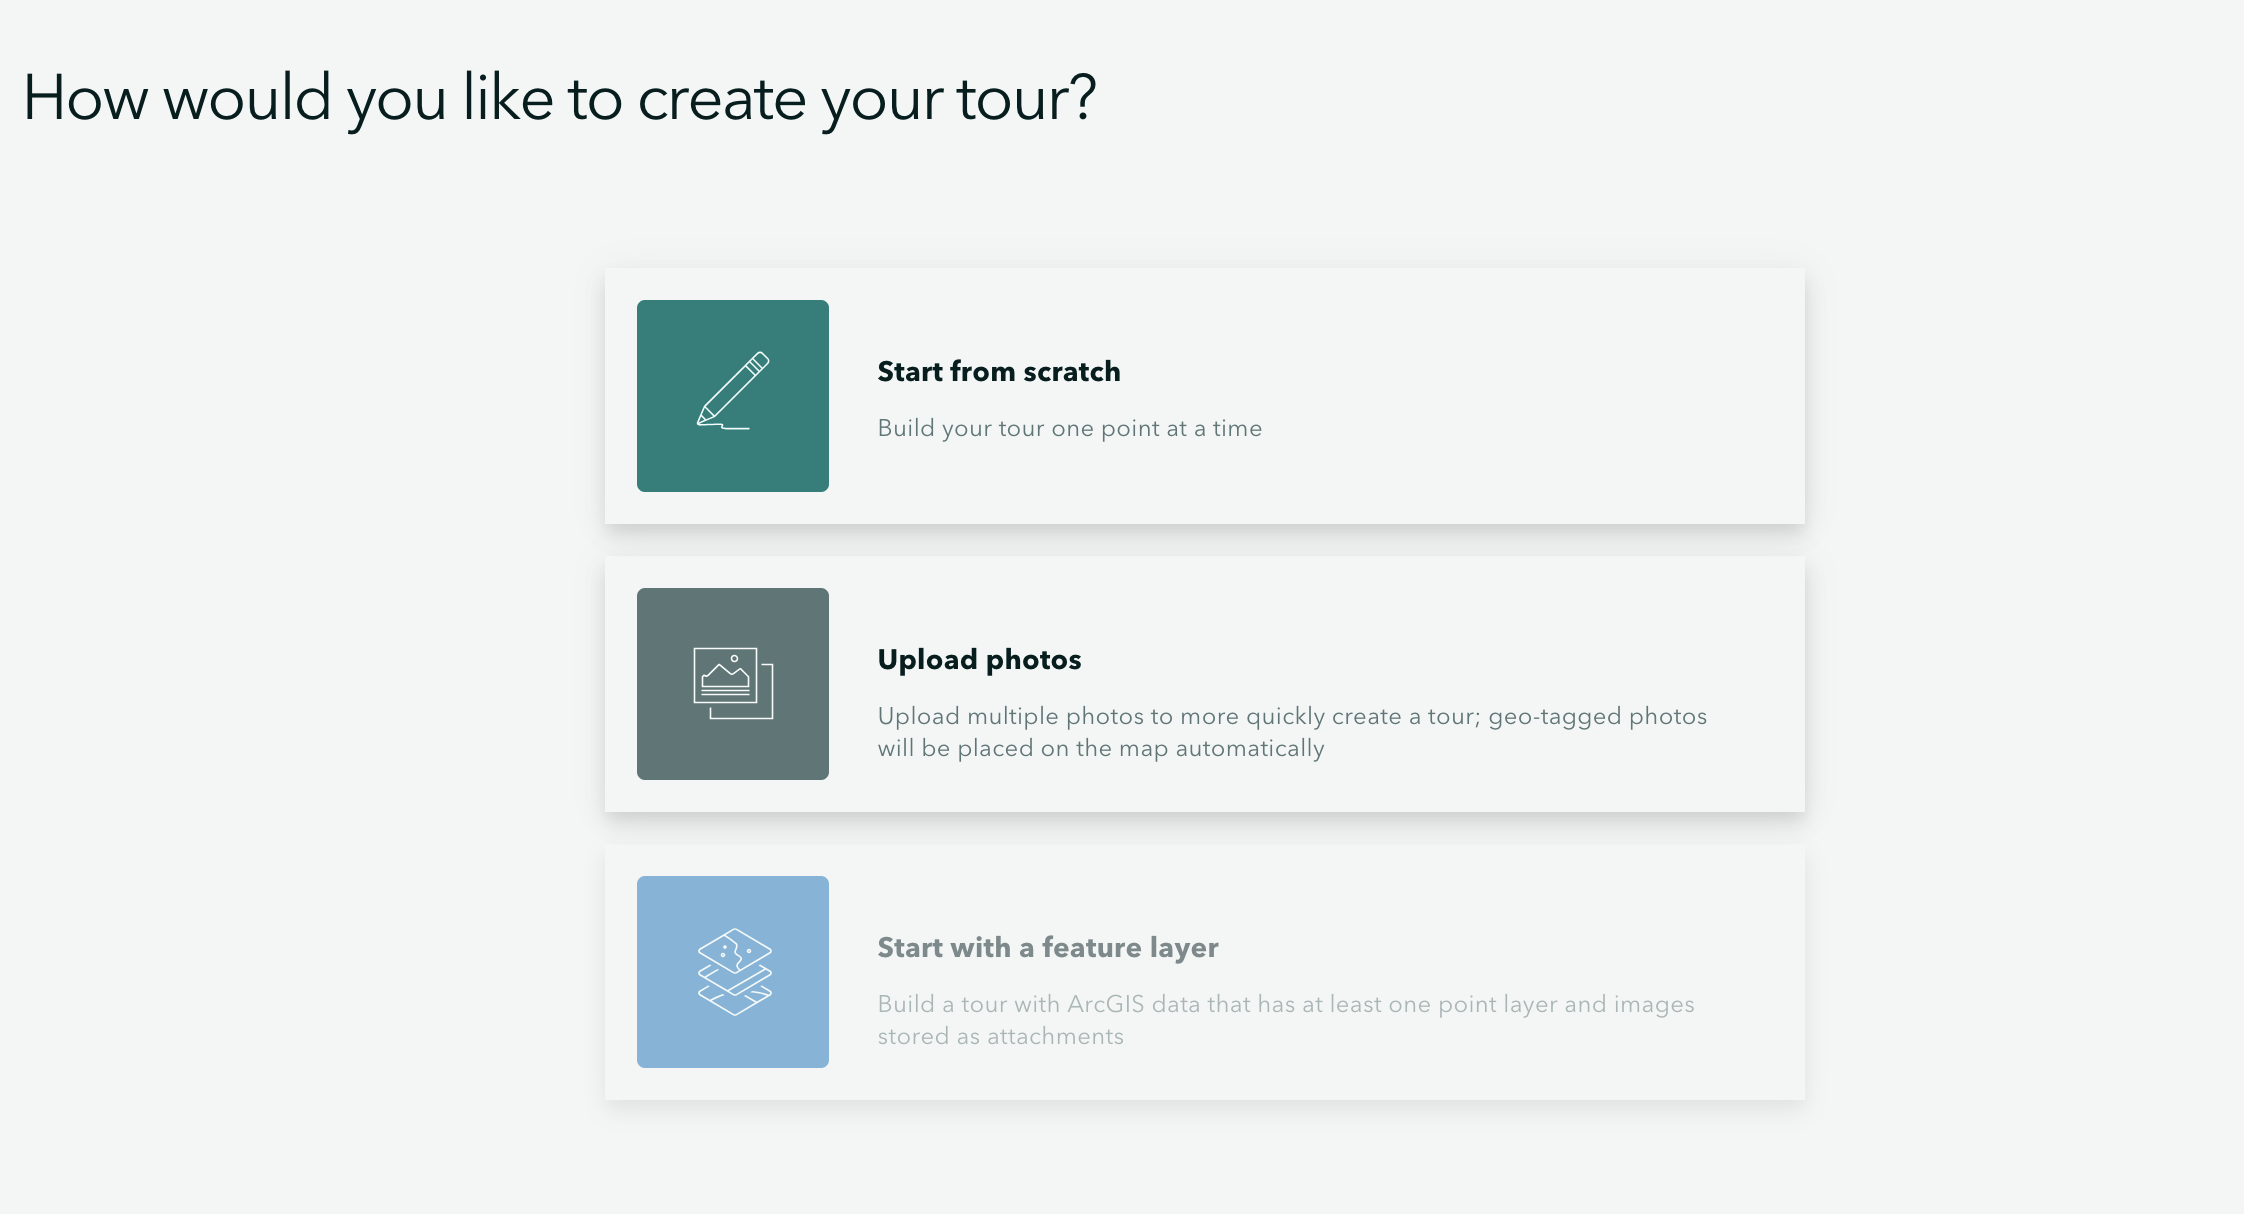 How would you like to create your tour?
Start from scratch
Build your tour one point at a time
Upload photos
Upload multiple photos to more quickly create a tour; geo-tagged photos
will be placed on the map automatically
Start with a feature layer
Build a tour with ArcGIS data that has at least one point layer and images
stored as attachments